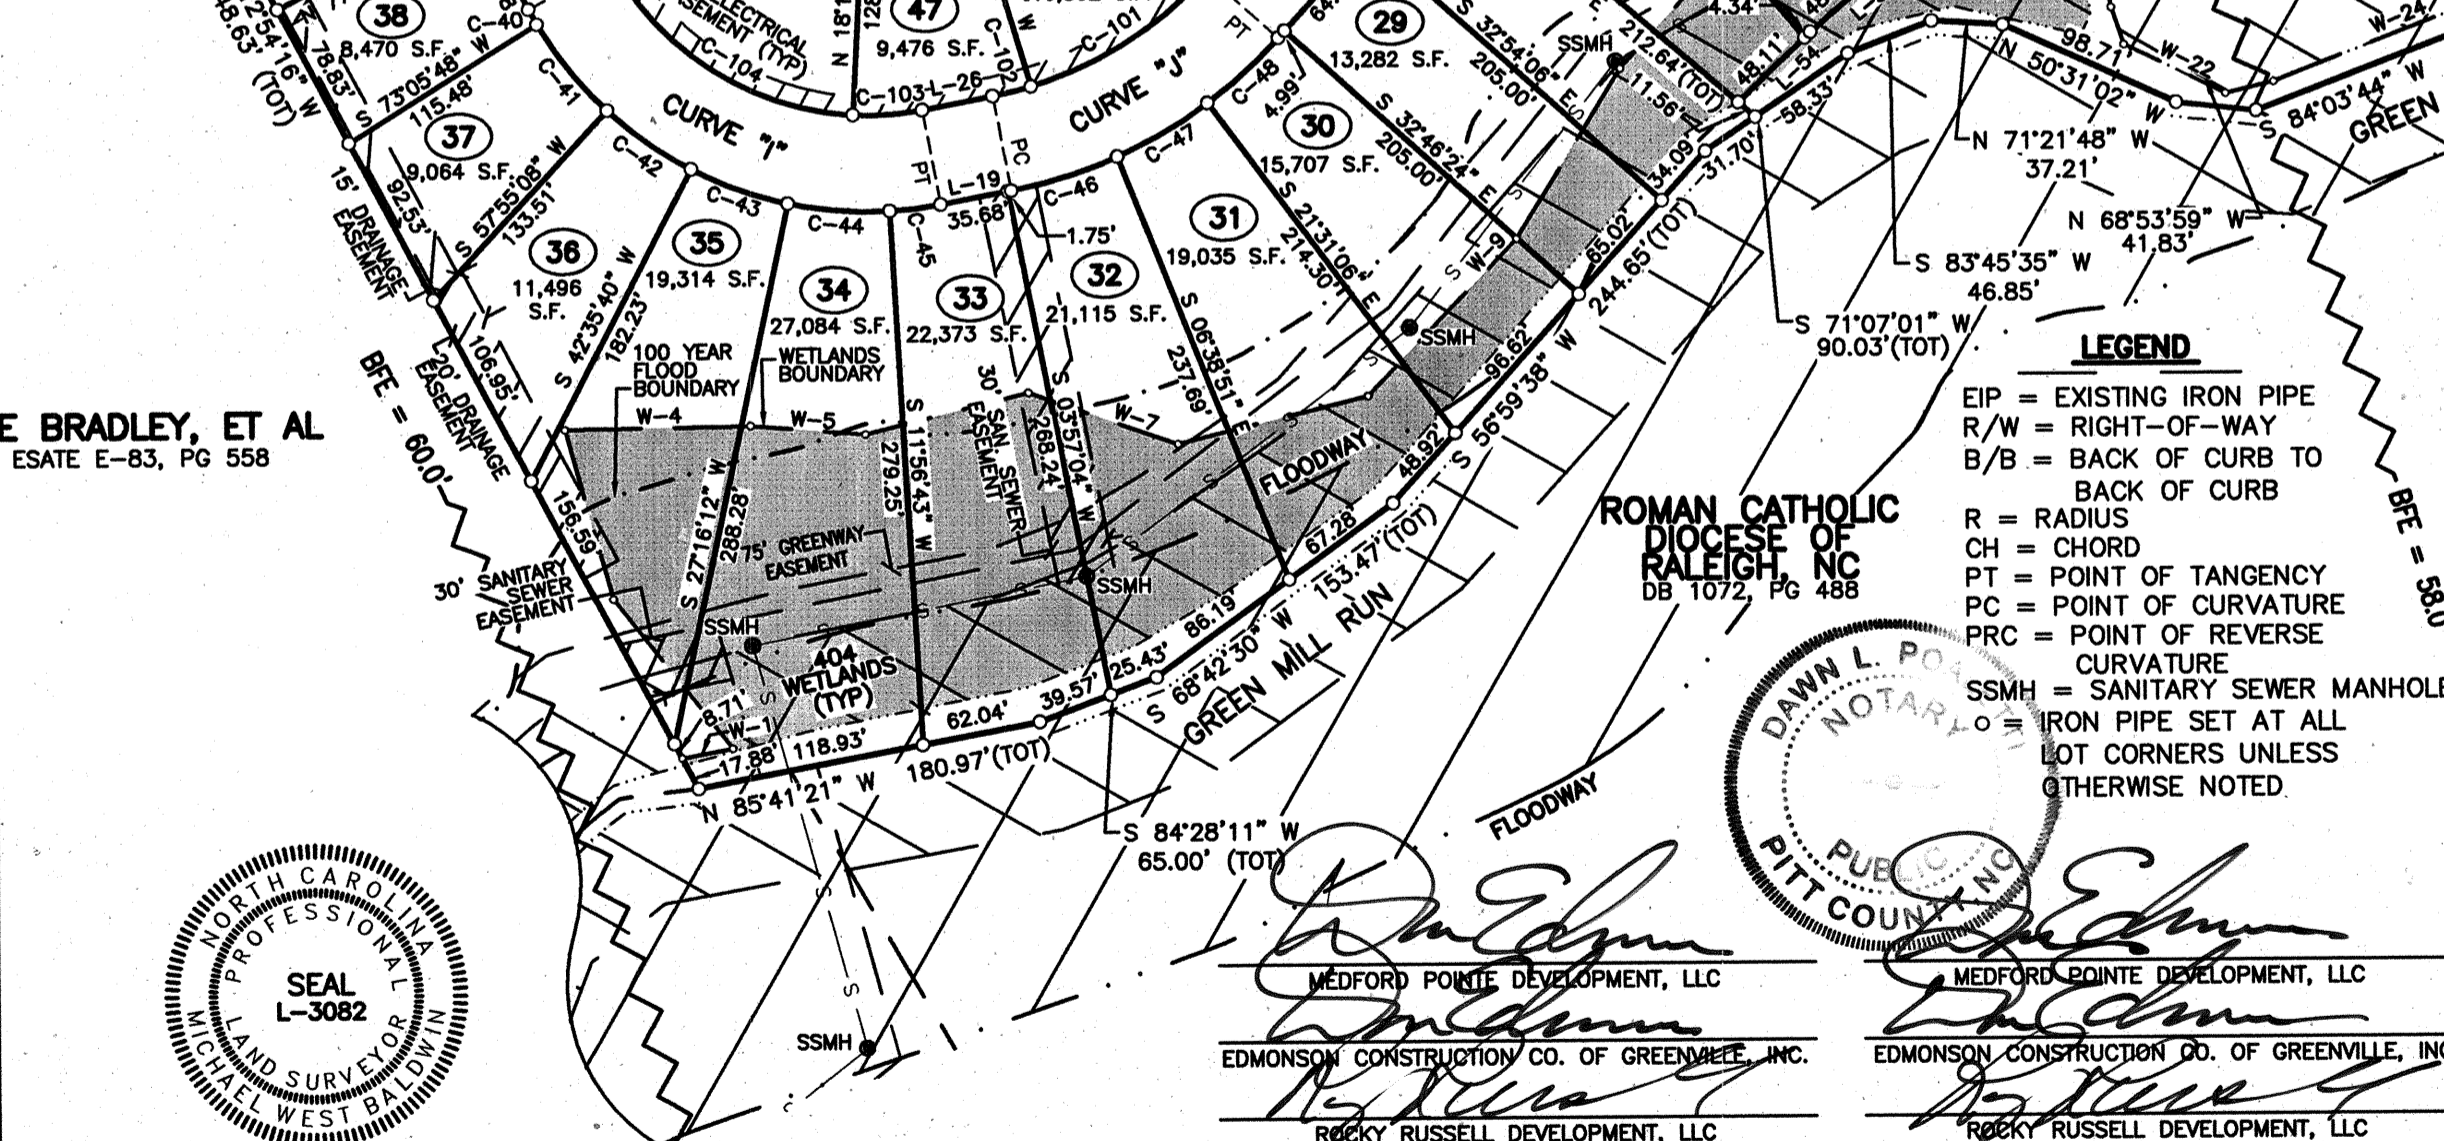 38
8,470 S.F.
C-40
2°54'16" W
48.63' (TOT)
78.83'
S 73°05'48" W
115.48'
C-41
37
9,064 S.F.
92.53'
15' DRAINAGE
EASEMENT
S 57°55'08" W
133.51'
C-42
ELECTRICAL
EASEMENT (TYP)
C-104
CURVE "I"
47
9,476 S.F.
C-103
L-26
C-102
C-101
CURVE "J"
PT
PC
PT
L-19
35.68'
C-43
C-44
C-45
C-46
C-47
C-48
4.99'
1.75'
36
11,496
S.F.
S 42°35'40" W
182.23'
35
19,314 S.F.
34
27,084 S.F.
33
22,373 S.F.
32
21,115 S.F.
31
19,035 S.F.
30
15,707 S.F.
29
13,282 S.F.
S 32°54'06" E
205.00'
S 32°46'24" E
205.00'
S 21°31'06" E
214.30'
S 06°38'51" E
237.69'
S 03°57'04" W
268.24'
S 11°56'43" W
279.25'
S 27°16'12" W
288.28'
SSMH
212.64'(TOT)
11.56'
4.34'
48.11'
L-54
58.33'
31.70'
34.09'
65.02'
244.65'(TOT)
96.62'
S 56°59'38" W
48.92'
67.28'
153.47'(TOT)
86.19'
S 68°42'30" W
25.43'
39.57'
62.04'
118.93'
17.88'
8.71'
W-1
180.97'(TOT)
N 85°41'21" W
S 84°28'11" W
65.00' (TOT)
GREEN MILL RUN
98.71'
W-22
W-24
N 50°31'02" W
S 84°03'44" W
GREEN
N 71°21'48" W
37.21'
N 68°53'59" W
41.83'
S 83°45'35" W
46.85'
S 71°07'01" W
90.03'(TOT)
W-9
W-7
W-5
W-4
SSMH
FLOODWAY
100 YEAR
FLOOD
BOUNDARY
WETLANDS
BOUNDARY
30' SAN. SEWER
EASEMENT
75' GREENWAY
EASEMENT
SSMH
SSMH
404
WETLANDS
(TYP)
106.95'
20' DRAINAGE
EASEMENT
156.59'
30' SANITARY
SEWER
EASEMENT
BFE = 60.0'
E BRADLEY, ET AL
ESATE E-83, PG 558
ROMAN CATHOLIC
DIOCESE OF
RALEIGH, NC
DB 1072, PG 488
FLOODWAY
BFE = 58.0
SSMH
LEGEND
EIP = EXISTING IRON PIPE
R/W = RIGHT-OF-WAY
B/B = BACK OF CURB TO
BACK OF CURB
R = RADIUS
CH = CHORD
PT = POINT OF TANGENCY
PC = POINT OF CURVATURE
PRC = POINT OF REVERSE
CURVATURE
SSMH = SANITARY SEWER MANHOLE
o = IRON PIPE SET AT ALL
LOT CORNERS UNLESS
OTHERWISE NOTED
DAWN L.
NOTARY
PUBLIC
PITT COUNTY, NC
NORTH CAROLINA
PROFESSIONAL
SEAL
L-3082
LAND SURVEYOR
MICHAEL WEST BALDWIN
MEDFORD POINTE DEVELOPMENT, LLC
MEDFORD POINTE DEVELOPMENT, LLC
EDMONSON CONSTRUCTION CO. OF GREENVILLE, INC.
EDMONSON CONSTRUCTION CO. OF GREENVILLE, INC
ROCKY RUSSELL DEVELOPMENT, LLC
ROCKY RUSSELL DEVELOPMENT, LLC